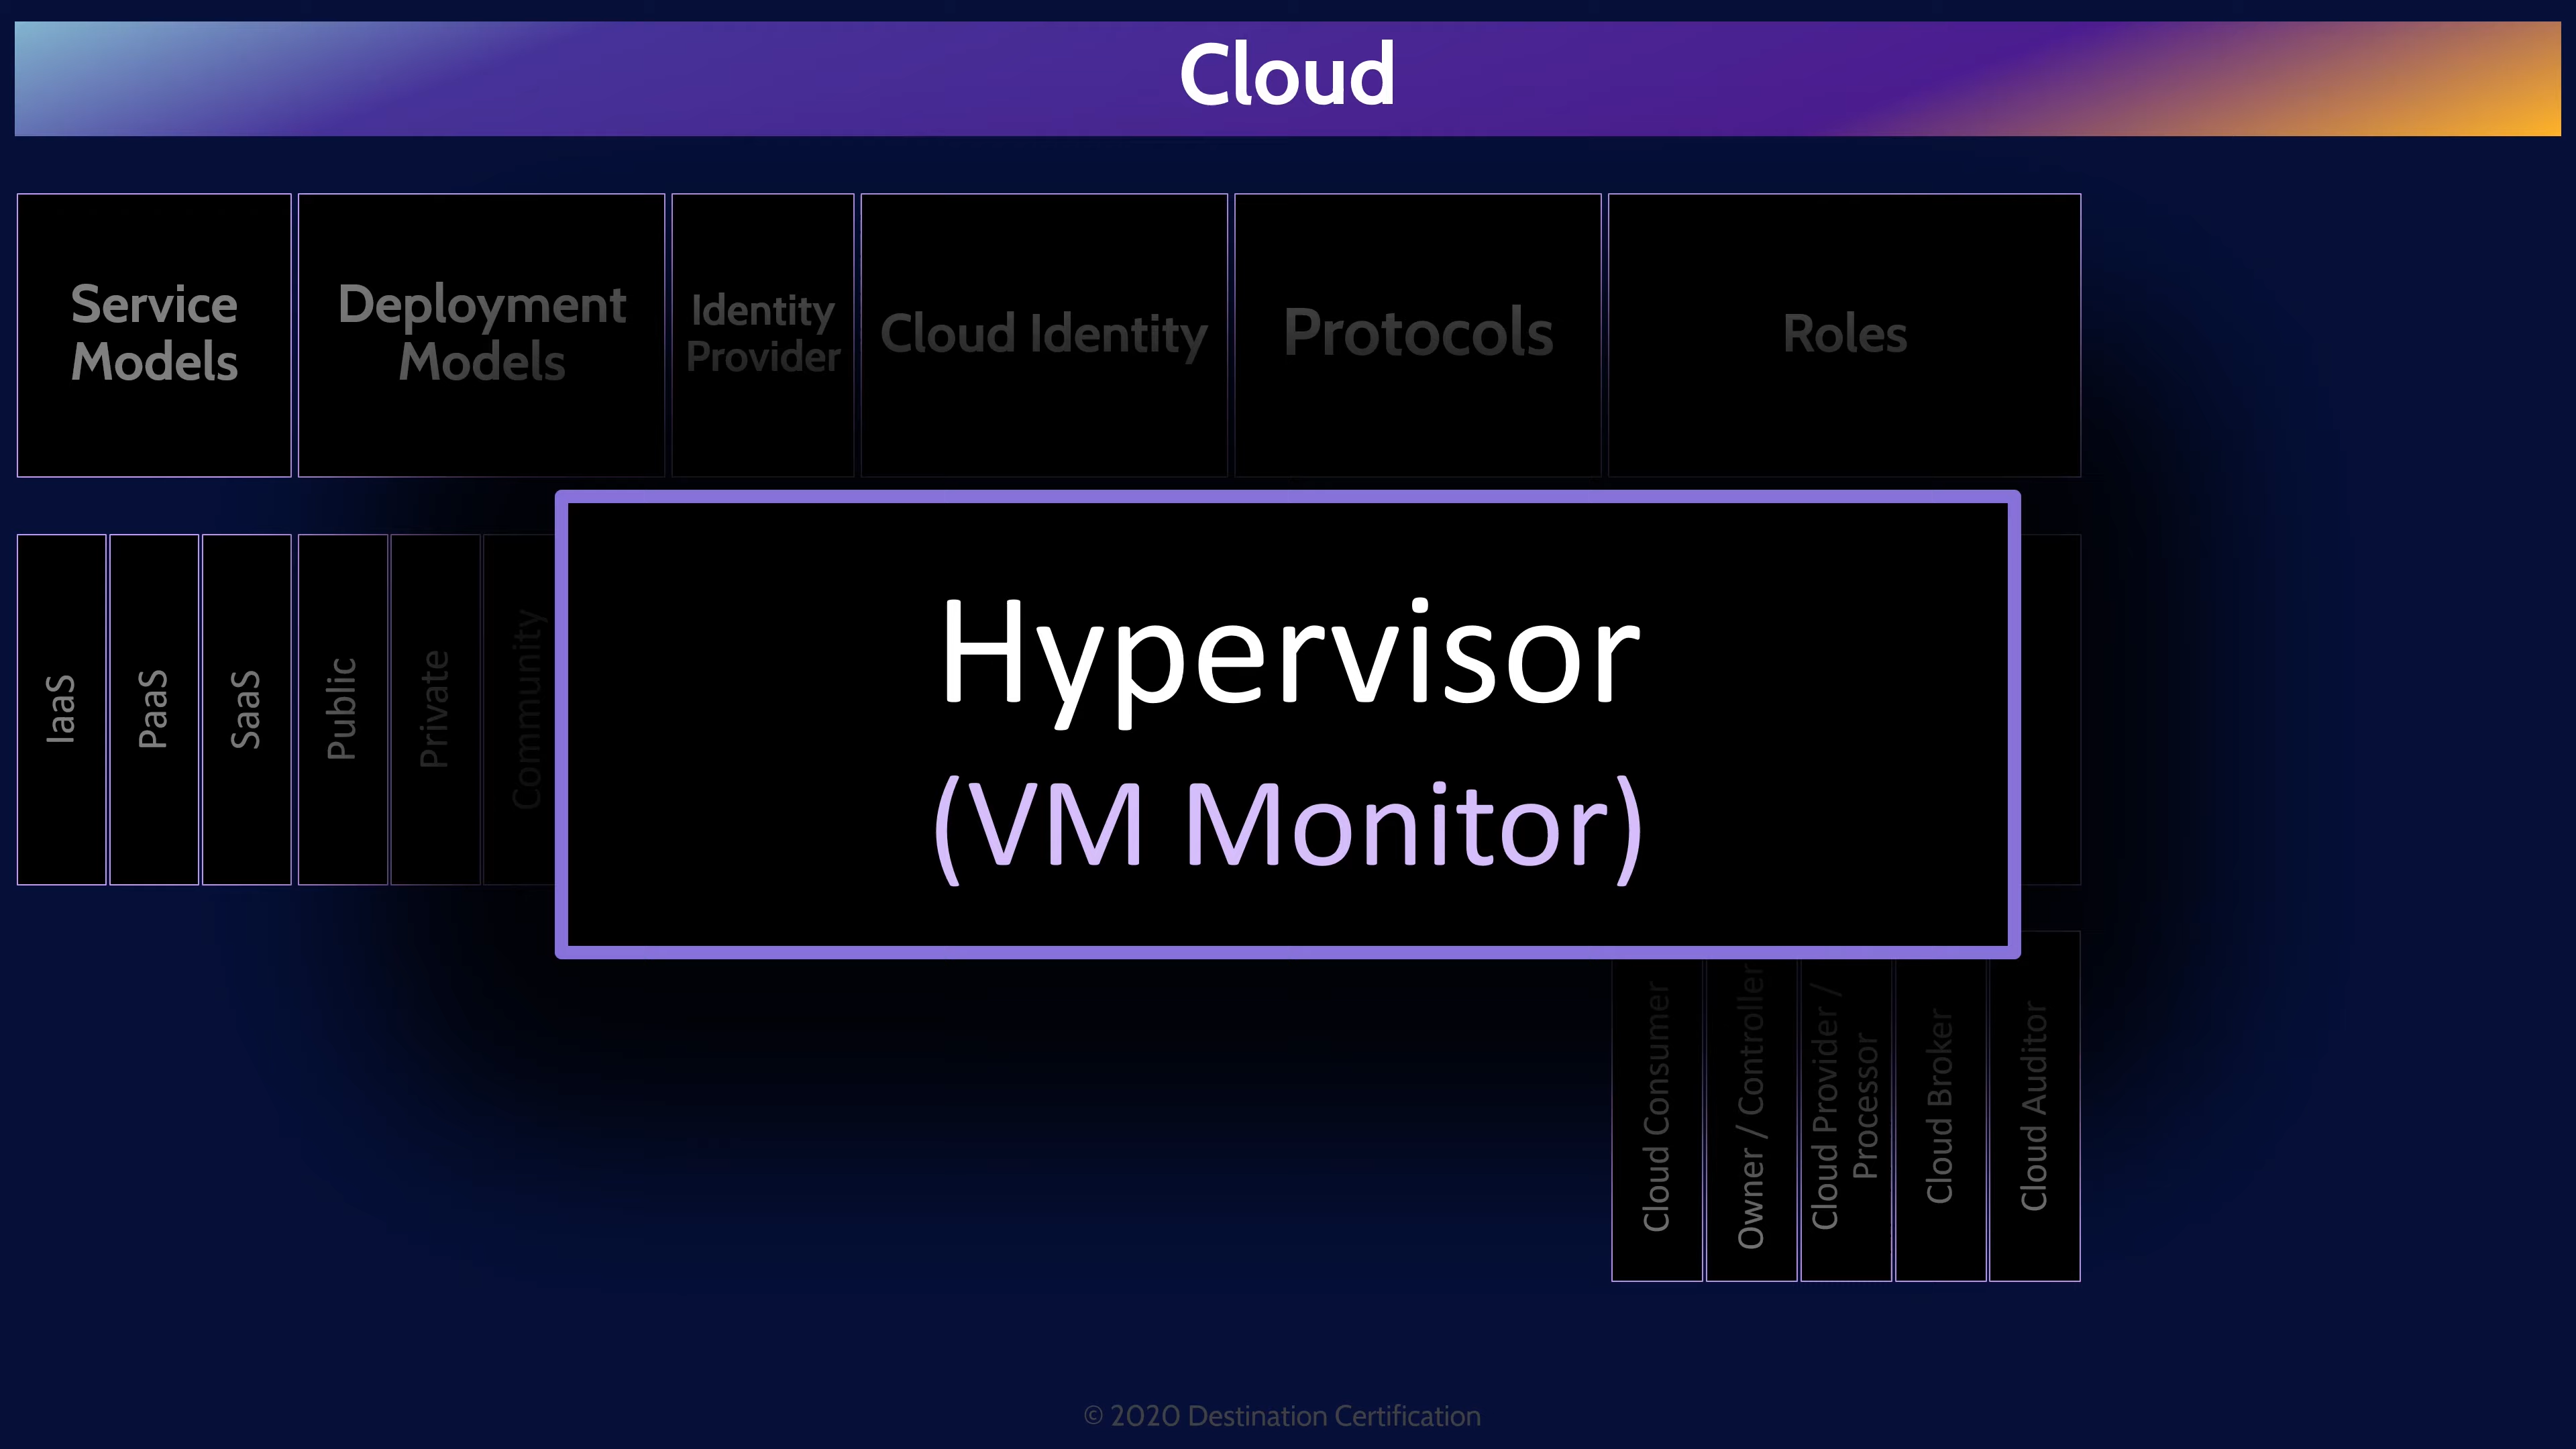 Cloud
Service
Models
Deployment
Models
Identity
Provider
Cloud Identity
Protocols
Roles
IaaS
PaaS
SaaS
Public
Private
Community
Hypervisor
(VM Monitor)
Cloud Consumer
Owner / Controller
Cloud Provider /
Processor
Cloud Broker
Cloud Auditor
© 2020 Destination Certification